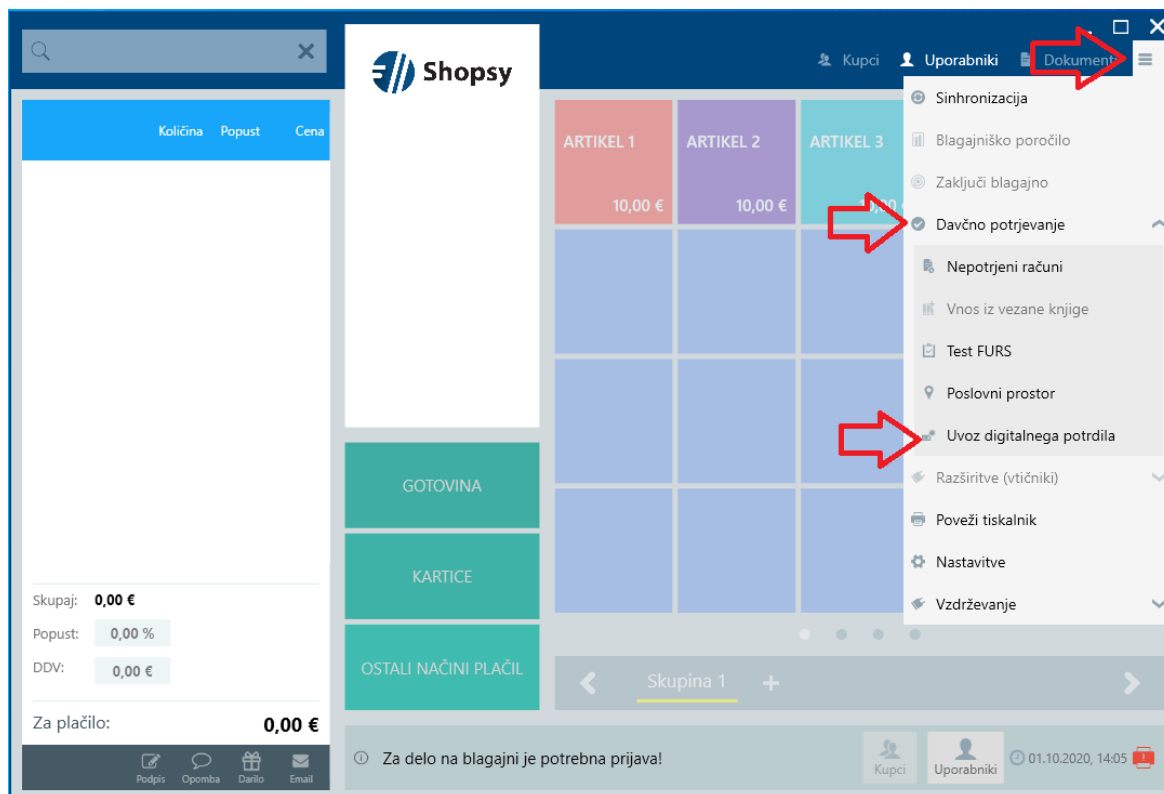 Shopsy
Kupci
Uporabniki
Dokument
Količina Popust Cena
ARTIKEL 1
10,00 €
ARTIKEL 2
10,00 €
ARTIKEL 3
Sinhronizacija
Blagajniško poročilo
Zaključi blagajno
Davčno potrjevanje
Nepotrjeni računi
Vnos iz vezane knjige
Test FURS
Poslovni prostor
Uvoz digitalnega potrdila
Razširitve (vtičniki)
Poveži tiskalnik
Nastavitve
Vzdrževanje
GOTOVINA
KARTICE
OSTALI NAČINI PLAČIL
Skupaj: 0,00 €
Popust: 0,00 %
DDV: 0,00 €
Za plačilo: 0,00 €
Podpis Opomba Darilo Email
Skupina 1 +
Za delo na blagajni je potrebna prijava!
Kupci
Uporabniki
01.10.2020, 14:05